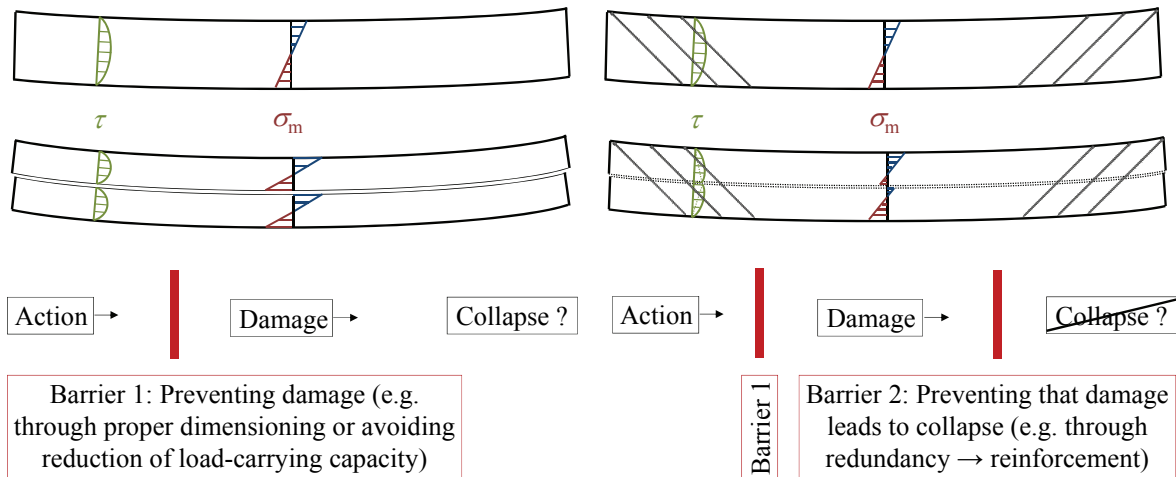 τ
σm
Action
Damage
Collapse ?
Barrier 1: Preventing damage (e.g.
through proper dimensioning or avoiding
reduction of load-carrying capacity)
τ
σm
Action
Damage
Collapse ?
Barrier 1
Barrier 2: Preventing that damage
leads to collapse (e.g. through
redundancy → reinforcement)